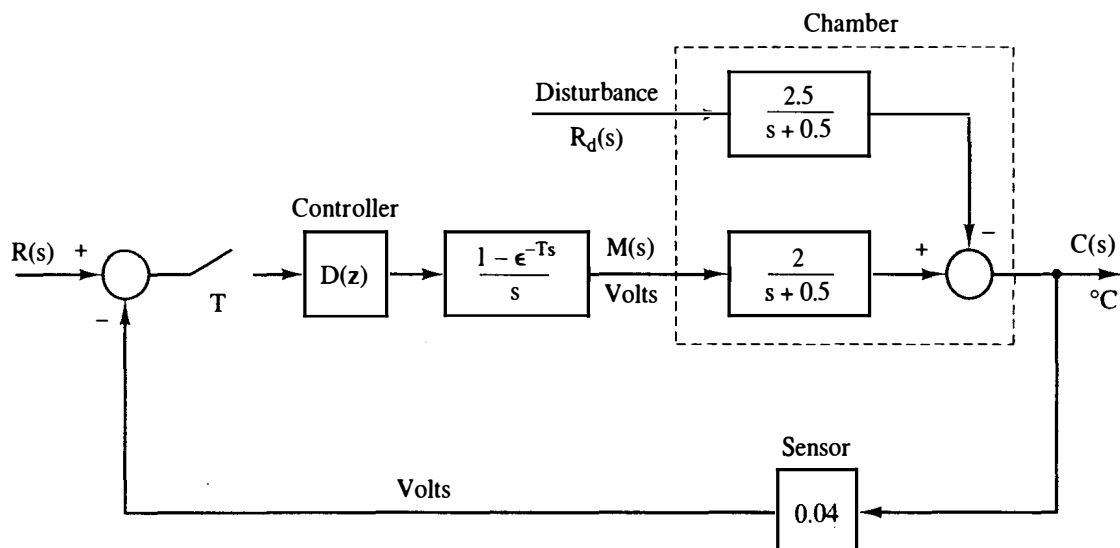 Chamber
Disturbance
R_d(s)
2.5
s + 0.5
−
Controller
R(s)
+
−
T
D(z)
1 − ϵ^−Ts
s
M(s)
Volts
2
s + 0.5
+
C(s)
°C
Sensor
0.04
Volts